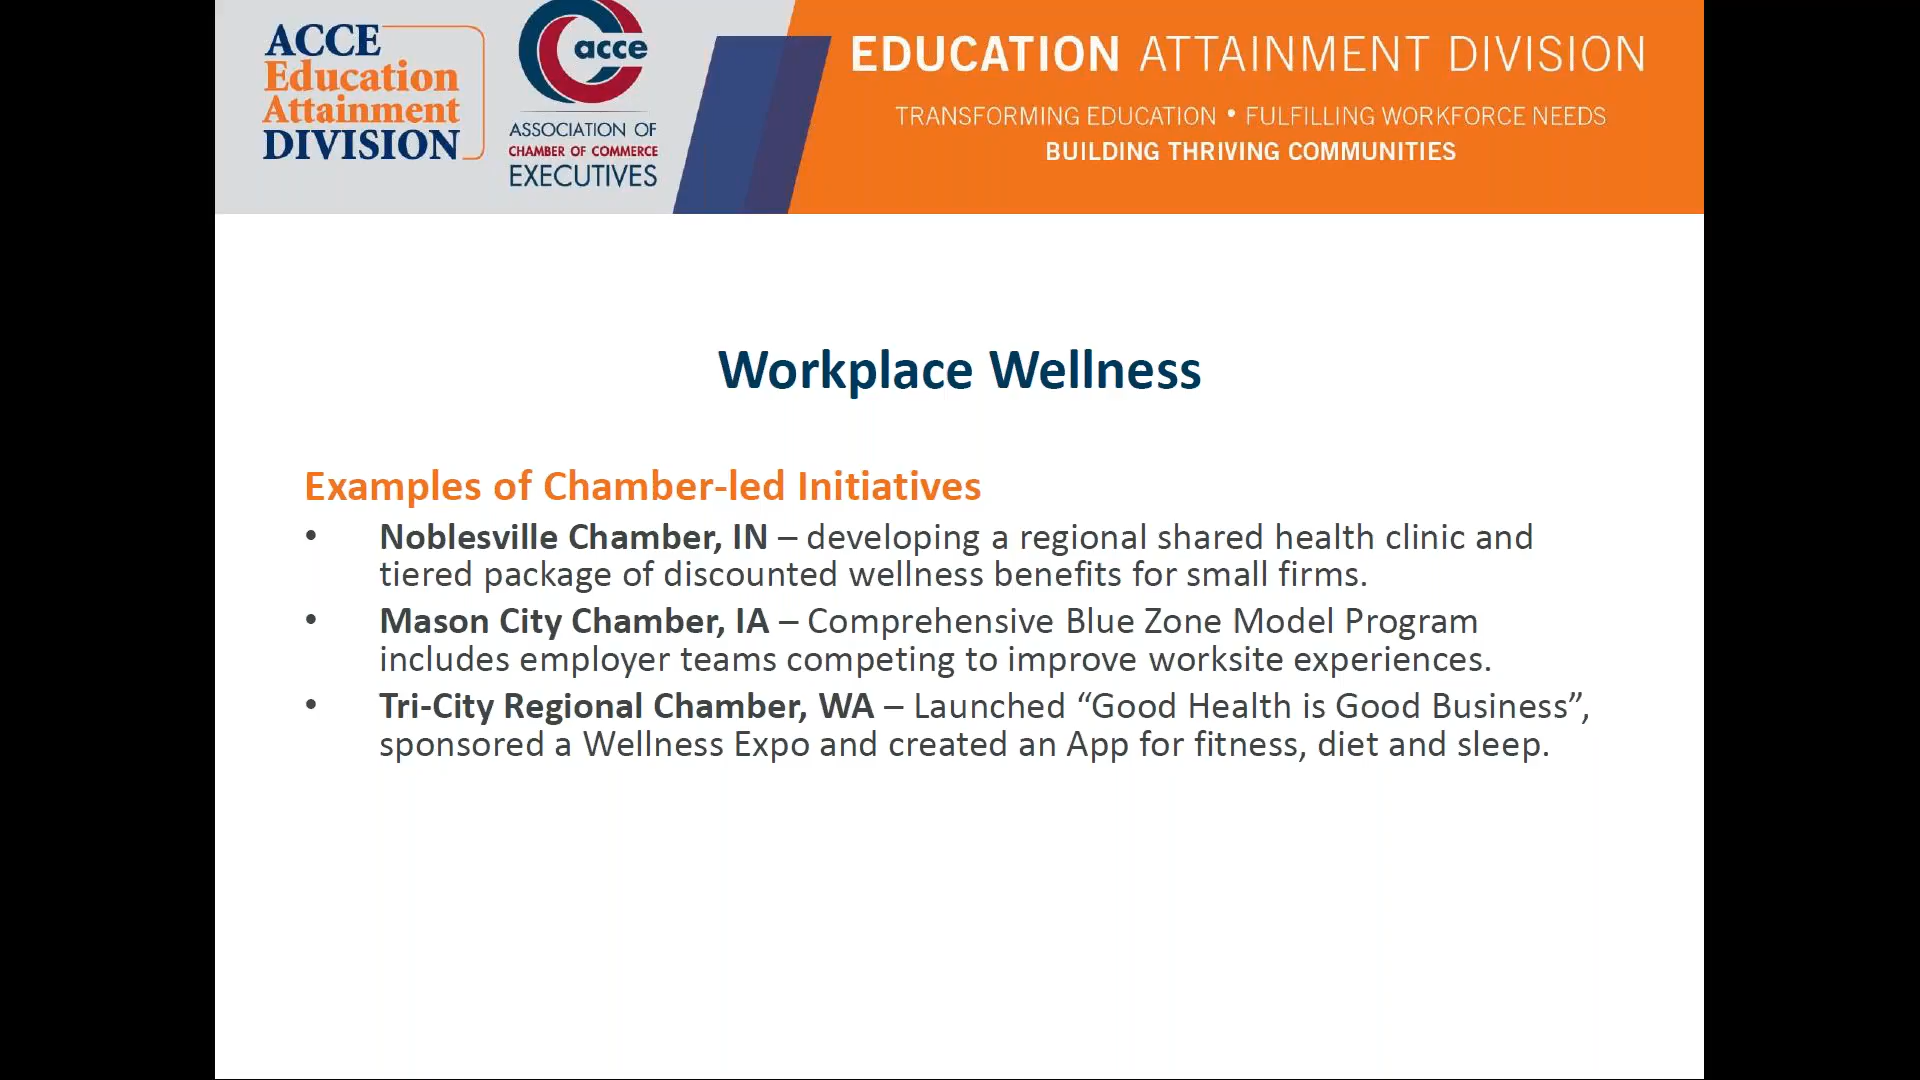 ACCE
Education
Attainment
DIVISION
acce
ASSOCIATION OF
CHAMBER OF COMMERCE
EXECUTIVES
EDUCATION ATTAINMENT DIVISION
TRANSFORMING EDUCATION • FULFILLING WORKFORCE NEEDS
BUILDING THRIVING COMMUNITIES
Workplace Wellness
Examples of Chamber-led Initiatives
• Noblesville Chamber, IN – developing a regional shared health clinic and
tiered package of discounted wellness benefits for small firms.
• Mason City Chamber, IA – Comprehensive Blue Zone Model Program
includes employer teams competing to improve worksite experiences.
• Tri-City Regional Chamber, WA – Launched “Good Health is Good Business”,
sponsored a Wellness Expo and created an App for fitness, diet and sleep.